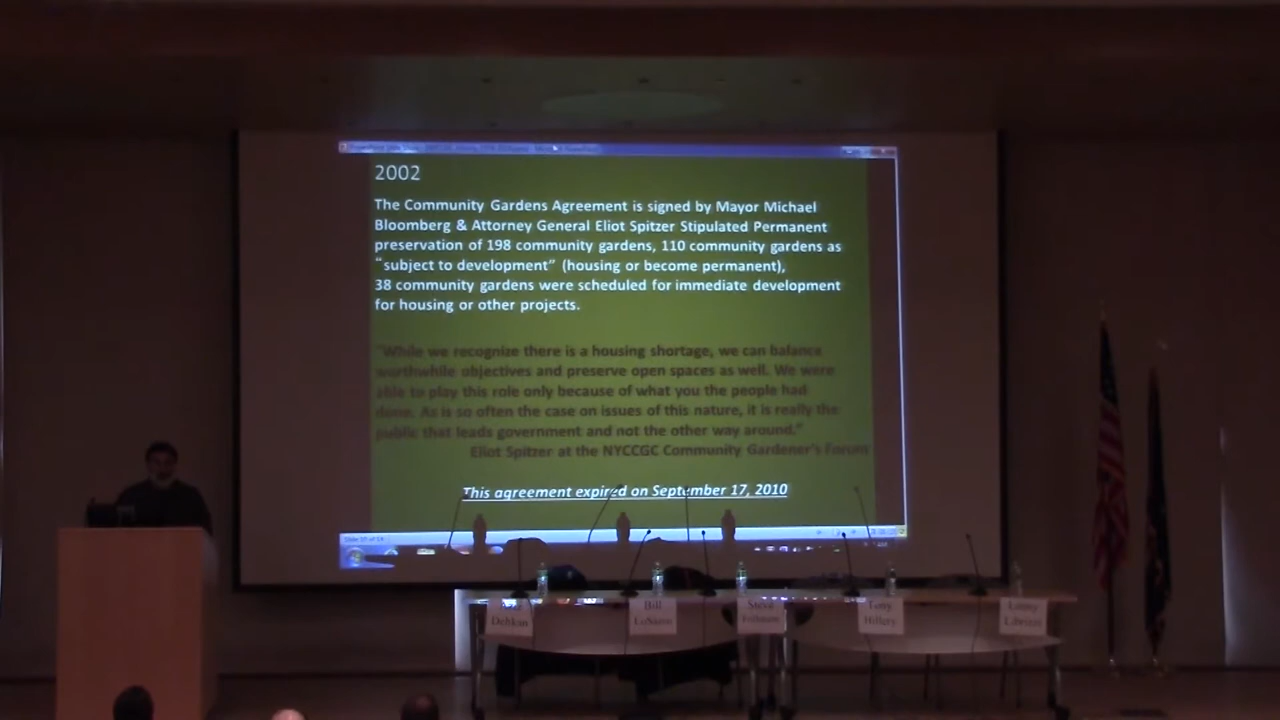 2002
The Community Gardens Agreement is signed by Mayor Michael
Bloomberg & Attorney General Eliot Spitzer Stipulated Permanent
preservation of 198 community gardens, 110 community gardens as
“subject to development” (housing or become permanent),
38 community gardens were scheduled for immediate development
for housing or other projects.
"While we recognize there is a housing shortage, we can balance
worthwhile objectives and preserve open spaces as well. We were
able to play this role only because of what you the people had
done. As is so often the case on issues of this nature, it is really the
public that leads government and not the other way around.”
Eliot Spitzer at the NYCCGC Community Gardener's Forum
This agreement expired on September 17, 2010
Dehkan
Bill
Steve
Tony
Hillery
Lenny
Librizzi